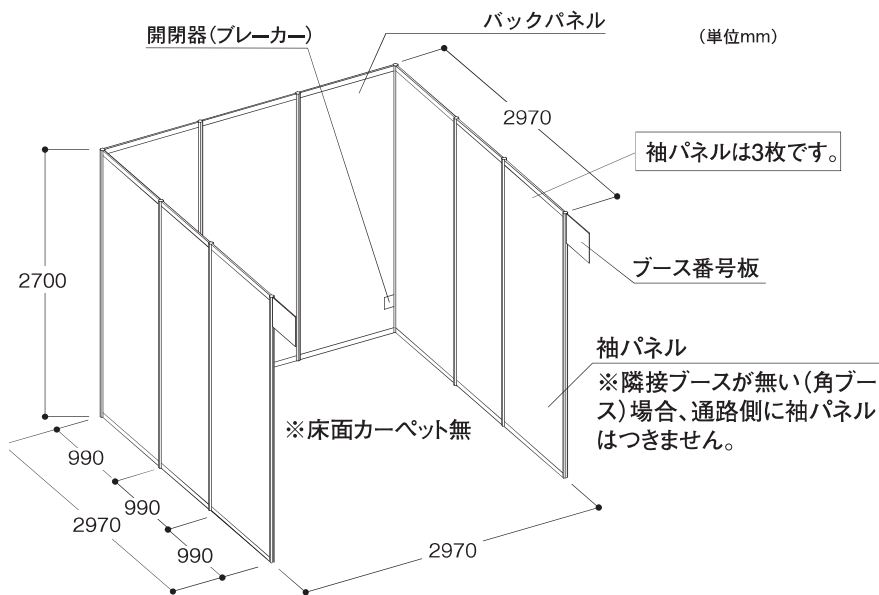 開閉器（ブレーカー）
バックパネル
（単位mm）
2970
袖パネルは3枚です。
2700
ブース番号板
袖パネル
※隣接ブースが無い（角ブー
ス）場合、通路側に袖パネル
はつきません。
※床面カーペット無
990
990
2970
990
2970